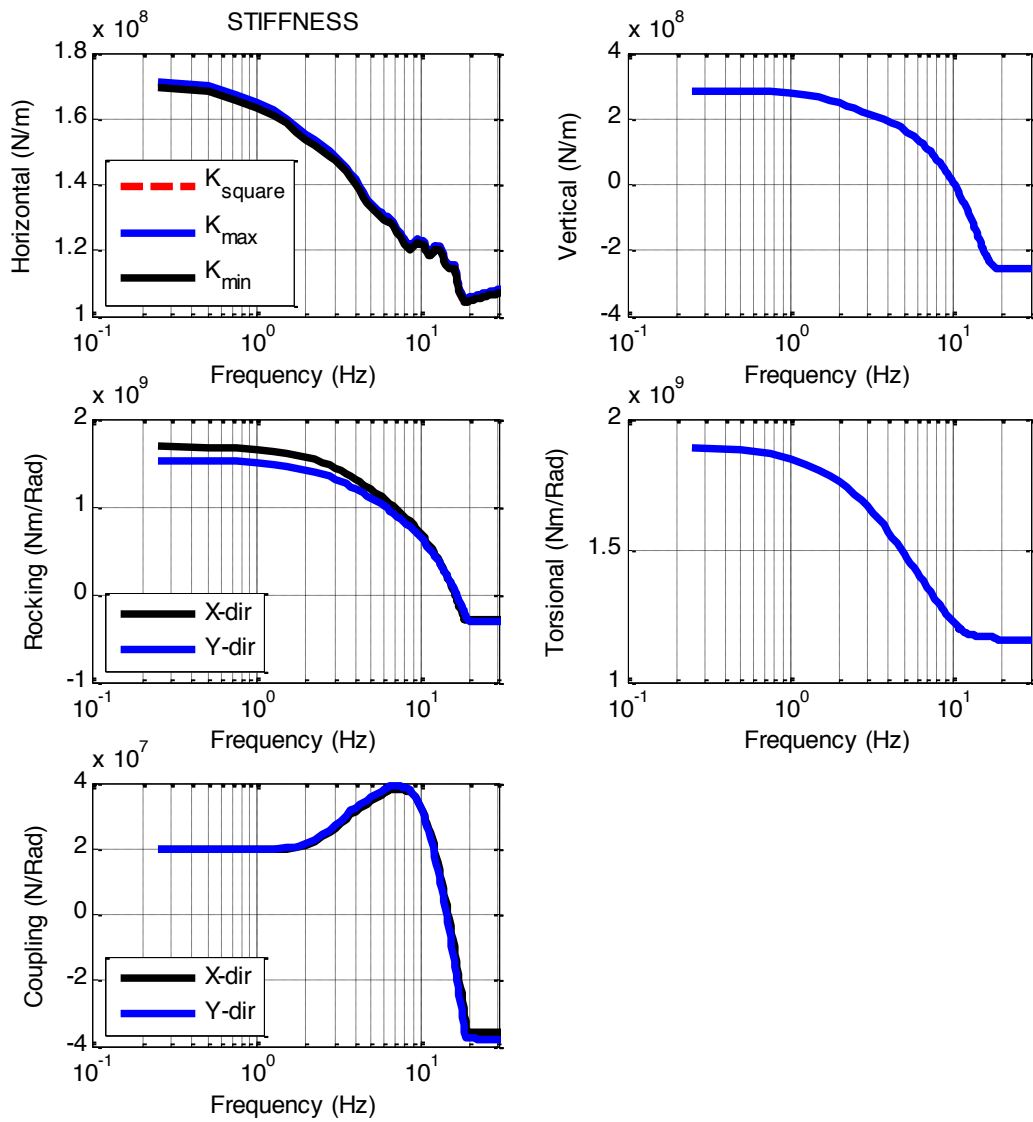 x 10^8
STIFFNESS
1.8
1.6
1.4
1.2
1
Horizontal (N/m)
K_square
K_max
K_min
10^-1
10^0
10^1
Frequency (Hz)
x 10^8
4
2
0
-2
-4
Vertical (N/m)
10^-1
10^0
10^1
Frequency (Hz)
x 10^9
2
1
0
-1
Rocking (Nm/Rad)
X-dir
Y-dir
10^-1
10^0
10^1
Frequency (Hz)
x 10^9
2
1.5
1
Torsional (Nm/Rad)
10^-1
10^0
10^1
Frequency (Hz)
x 10^7
4
2
0
-2
-4
Coupling (N/Rad)
X-dir
Y-dir
10^-1
10^0
10^1
Frequency (Hz)